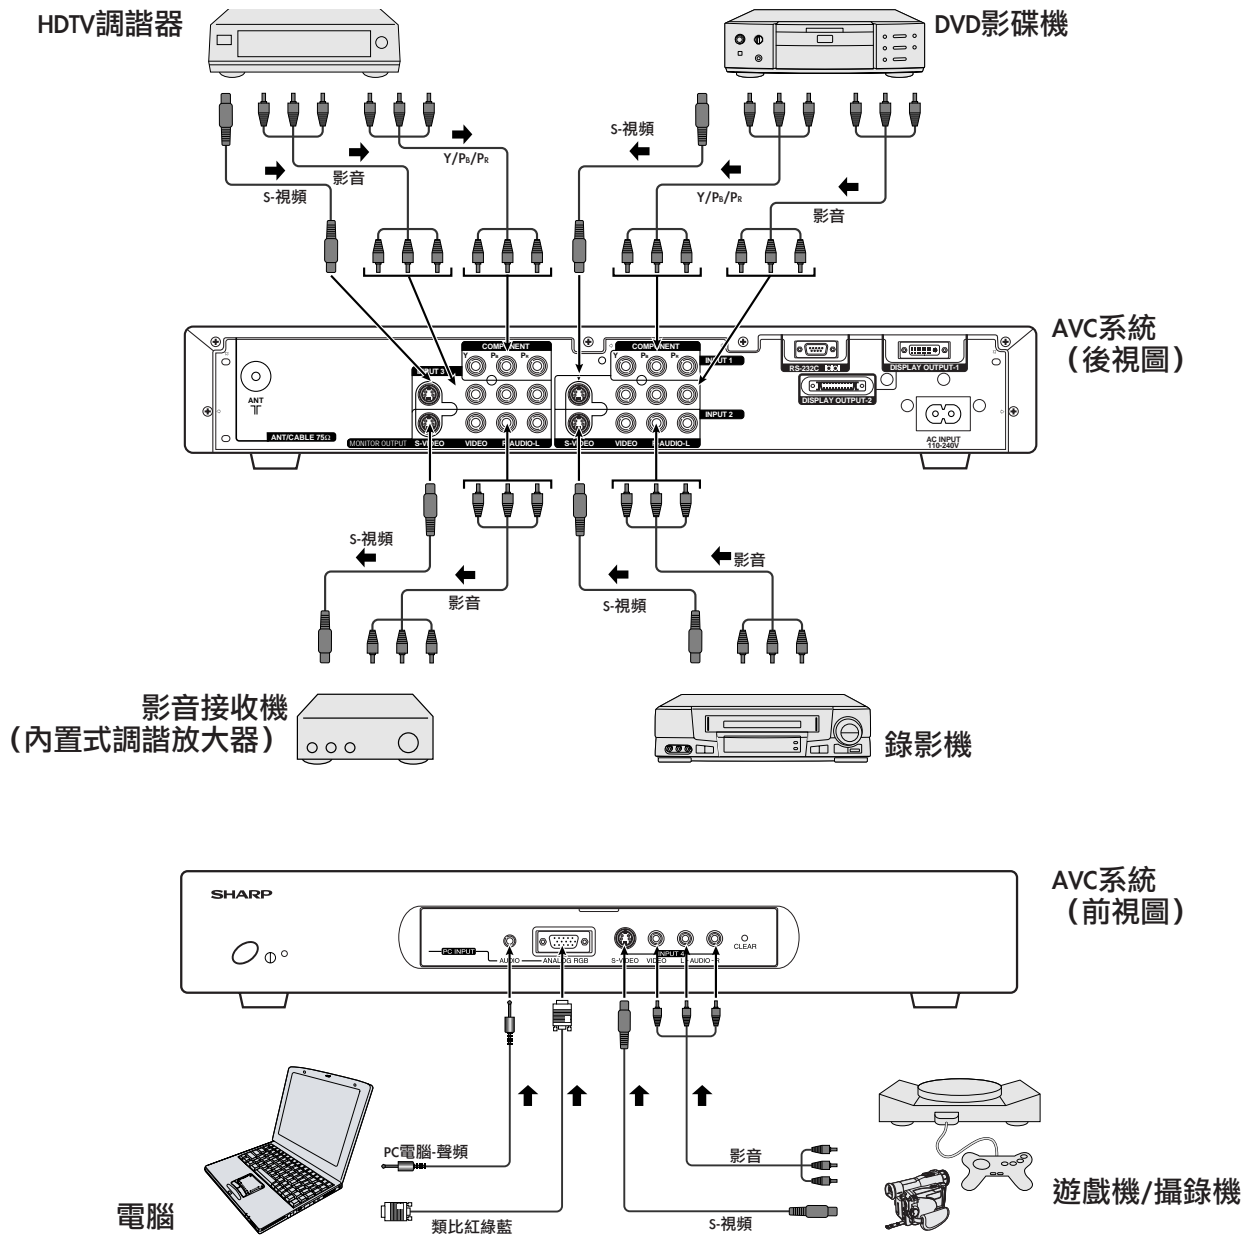 HDTV調諧器
DVD影碟機
S-視頻
Y/PB/PR
影音
S-視頻
Y/PB/PR
影音
AVC系統
（後視圖）
COMPONENT
Y PB PR
INPUT 3
COMPONENT
Y PB PR
INPUT 1
RS-232C
DISPLAY OUTPUT-1
DISPLAY OUTPUT-2
ANT
INPUT 2
ANT/CABLE 75Ω
MONITOR OUTPUT
S-VIDEO
VIDEO
R-AUDIO-L
S-VIDEO
VIDEO
R-AUDIO-L
AC INPUT
110-240V
S-視頻
影音
影音
S-視頻
影音接收機
（內置式調諧放大器）
錄影機
AVC系統
（前視圖）
SHARP
PC INPUT
AUDIO
ANALOG RGB
S-VIDEO
VIDEO
INPUT 4
L-AUDIO-R
CLEAR
PC電腦-聲頻
影音
電腦
類比紅綠藍
S-視頻
遊戲機/攝錄機